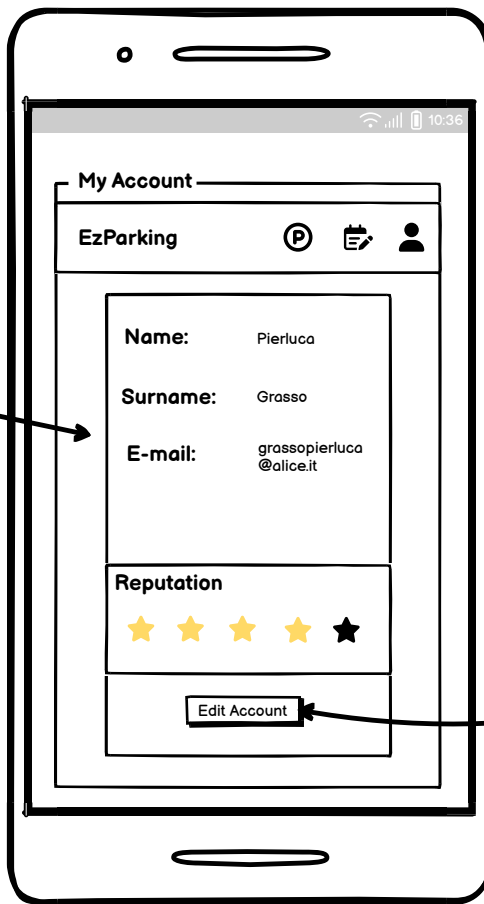 10:36
My Account
EzParking
P
Name: Pierluca
Surname: Grasso
E-mail: grassopierluca
@alice.it
Reputation
Edit Account